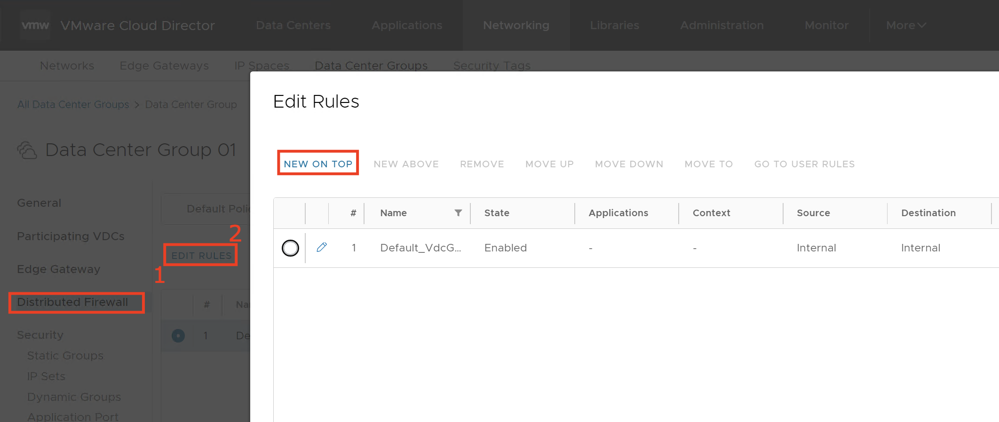 vmw VMware Cloud Director Data Centers Applications Networking Libraries Administration Monitor More
Networks Edge Gateways IP Spaces Data Center Groups Security Tags
All Data Center Groups > Data Center Group
Data Center Group 01
General
Participating VDCs
Edge Gateway
Distributed Firewall
Security
Static Groups
IP Sets
Dynamic Groups
Application Port
Default Polic
2
EDIT RULES
1
# Na
1 De
Edit Rules
NEW ON TOP NEW ABOVE REMOVE MOVE UP MOVE DOWN MOVE TO GO TO USER RULES
# Name State Applications Context Source Destination
1 Default_VdcG... Enabled - - Internal Internal